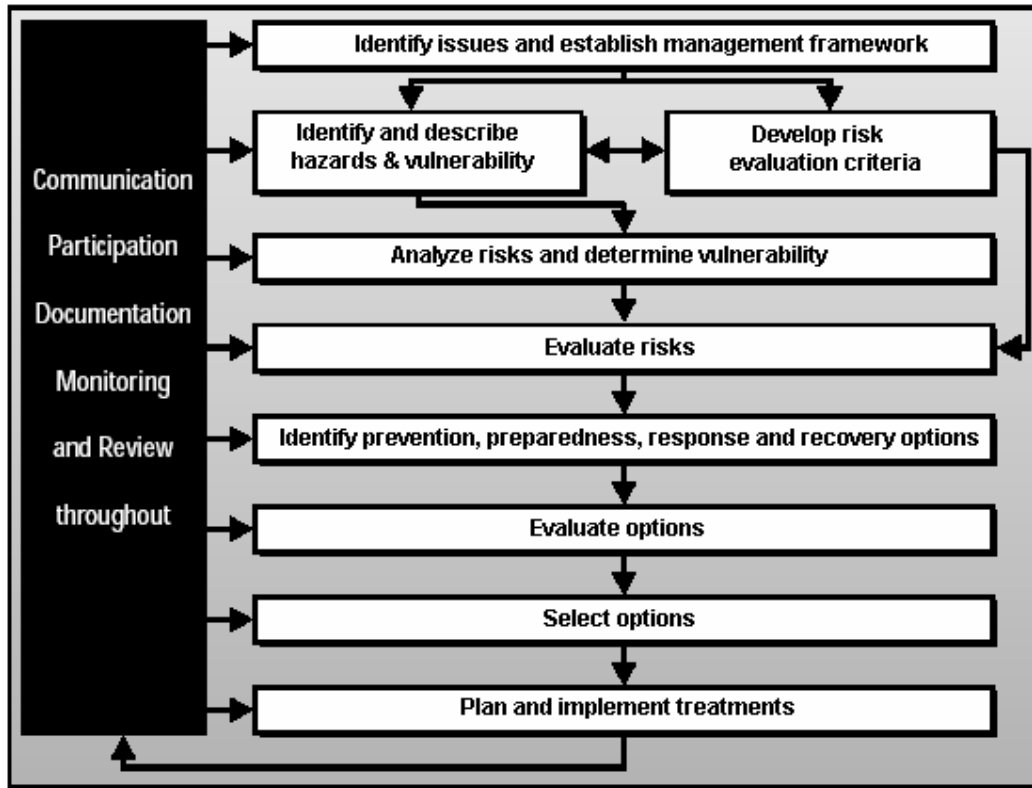 Identify issues and establish management framework
Identify and describe
hazards & vulnerability
Develop risk
evaluation criteria
Communication
Participation
Documentation
Monitoring
and Review
throughout
Analyze risks and determine vulnerability
Evaluate risks
Identify prevention, preparedness, response and recovery options
Evaluate options
Select options
Plan and implement treatments